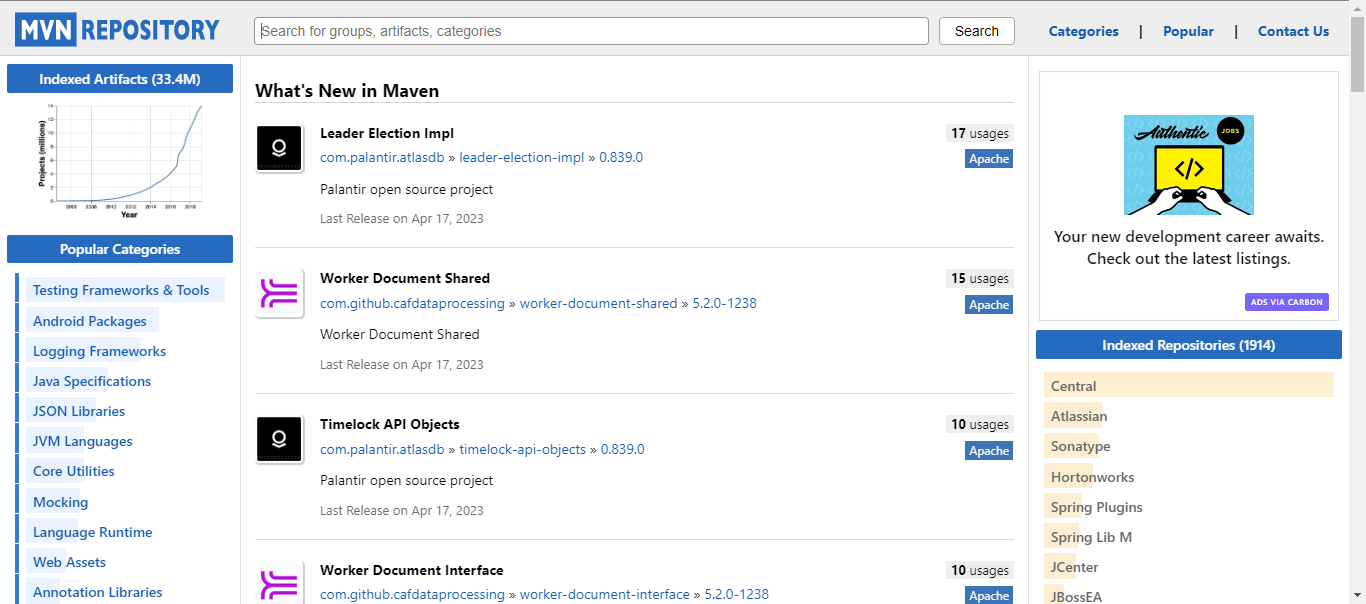 MVN REPOSITORY
Search for groups, artifacts, categories
Search
Categories | Popular | Contact Us
Indexed Artifacts (33.4M)
Projects (millions)
14
12
10
8
6
4
2
0
2012 2014 2016 2018
Year
Popular Categories
Testing Frameworks & Tools
Android Packages
Logging Frameworks
Java Specifications
JSON Libraries
JVM Languages
Core Utilities
Mocking
Language Runtime
Web Assets
Annotation Libraries
What's New in Maven
Leader Election Impl
17 usages
com.palantir.atlasdb » leader-election-impl » 0.839.0
Apache
Palantir open source project
Last Release on Apr 17, 2023
Worker Document Shared
15 usages
com.github.cafdataprocessing » worker-document-shared » 5.2.0-1238
Apache
Worker Document Shared
Last Release on Apr 17, 2023
Timelock API Objects
10 usages
com.palantir.atlasdb » timelock-api-objects » 0.839.0
Apache
Palantir open source project
Last Release on Apr 17, 2023
Worker Document Interface
10 usages
com.github.cafdataprocessing » worker-document-interface » 5.2.0-1238
Apache
Authentic JOBS
</>
Your new development career awaits.
Check out the latest listings.
ADS VIA CARBON
Indexed Repositories (1914)
Central
Atlassian
Sonatype
Hortonworks
Spring Plugins
Spring Lib M
JCenter
JBossEA